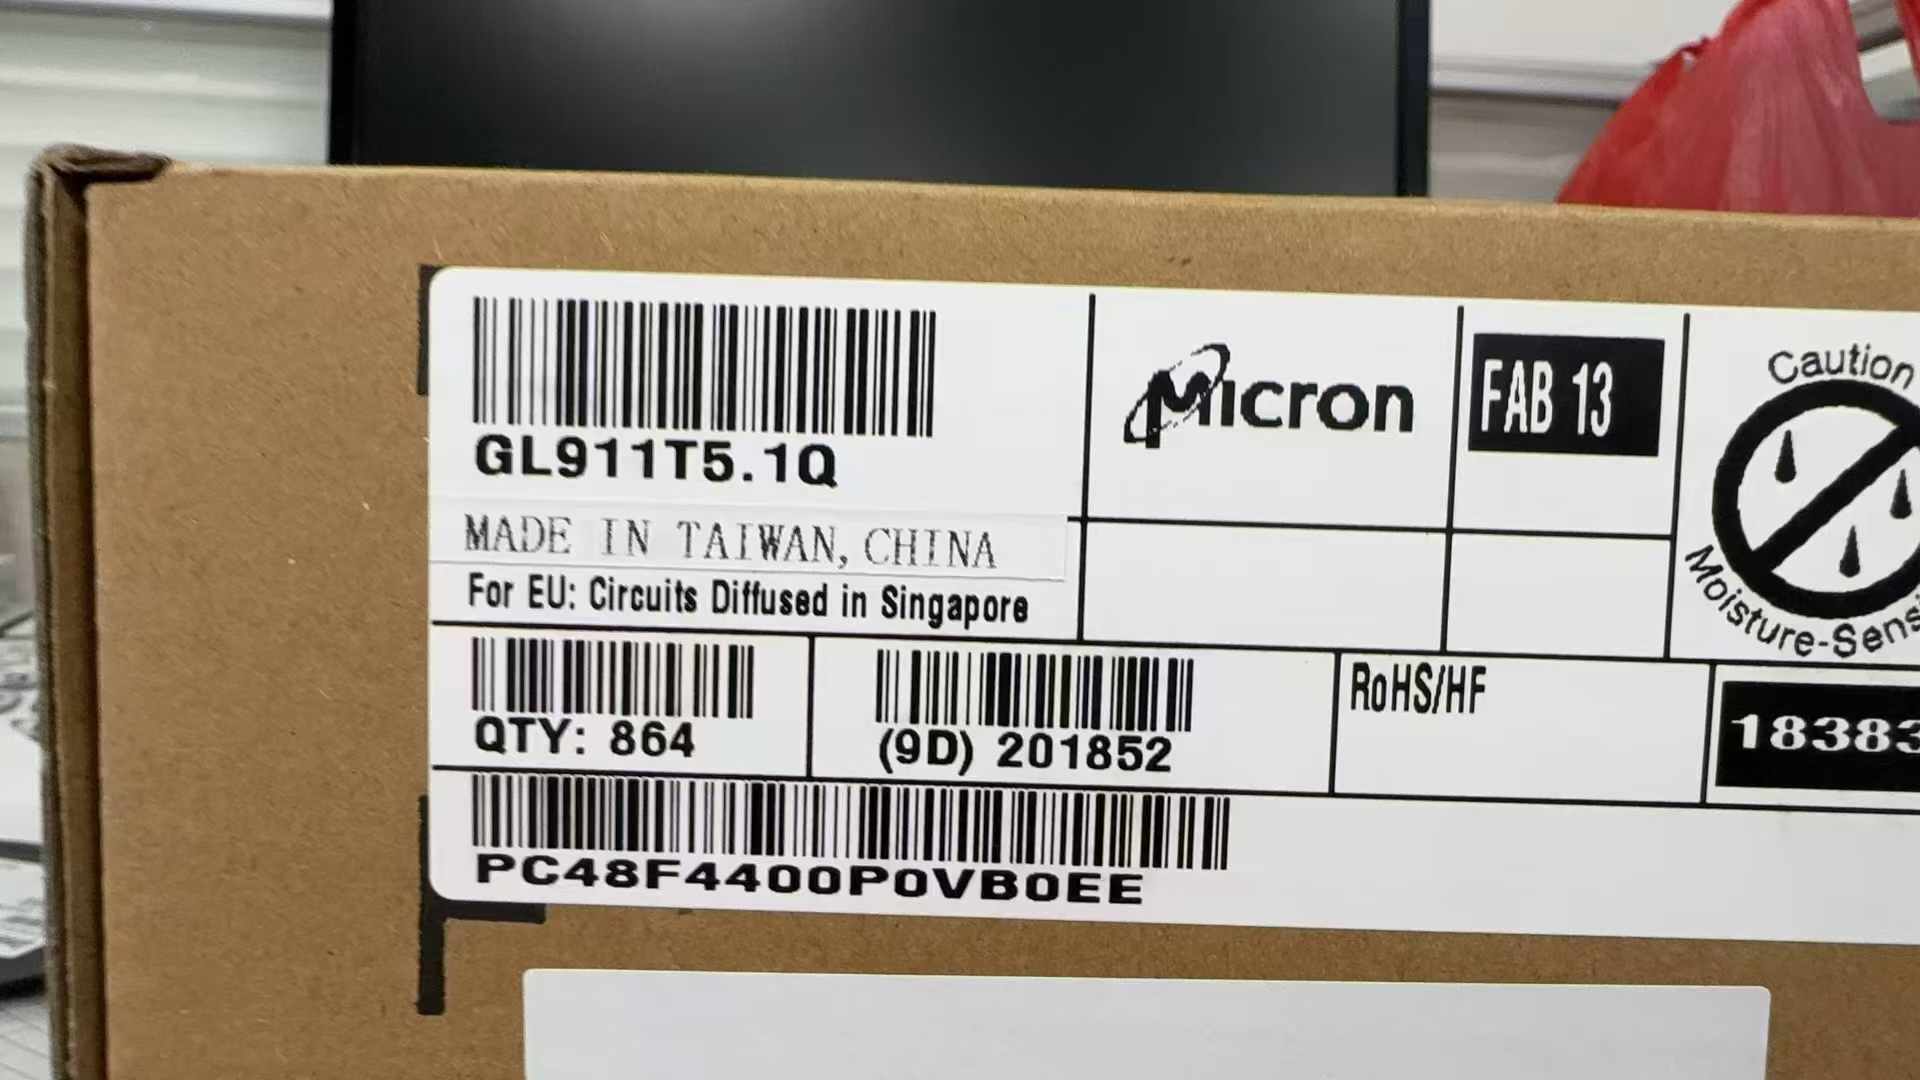 GL911T5.1Q
MADE IN TAIWAN, CHINA
For EU: Circuits Diffused in Singapore
Micron
FAB 13
Caution
QTY: 864
(9D) 201852
RoHS/HF
PC48F4400P0VB0EE